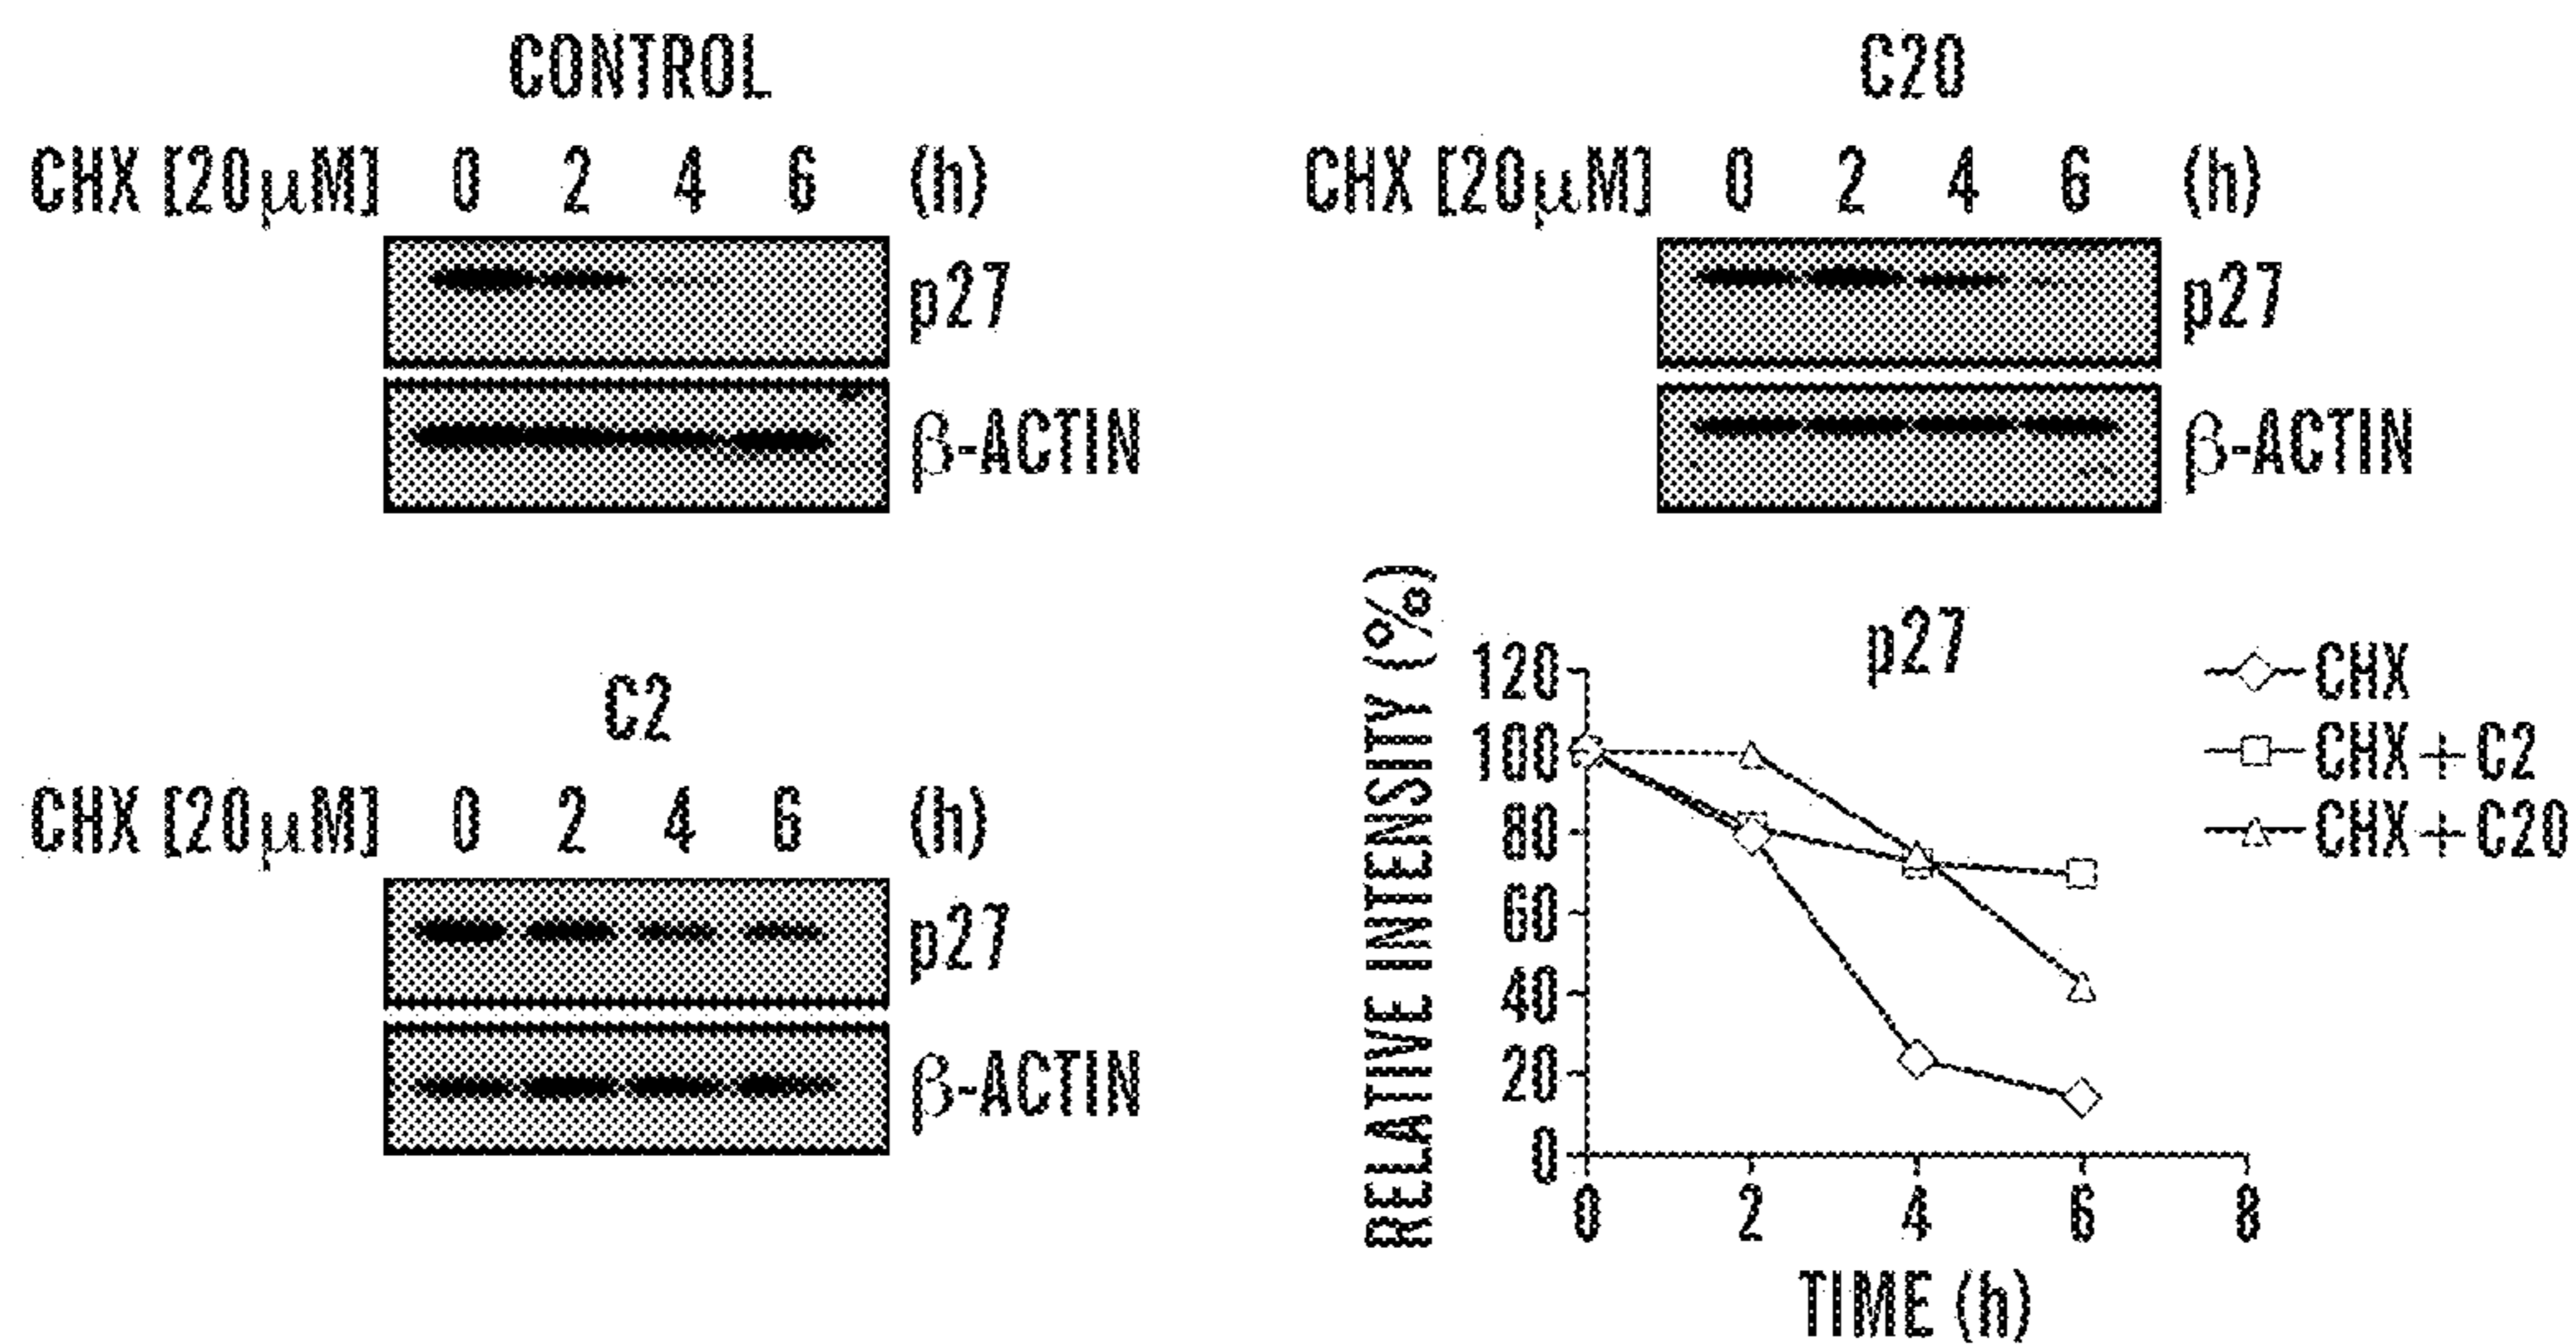 CONTROL
CHX [20μM] 0 2 4 6 (h)
p27
β-ACTIN
C20
CHX [20μM] 0 2 4 6 (h)
p27
β-ACTIN
C2
CHX [20μM] 0 2 4 6 (h)
p27
β-ACTIN
p27
RELATIVE INTENSITY (%)
120
100
80
60
40
20
0
0 2 4 6 8
TIME (h)
CHX
CHX+C2
CHX+C20